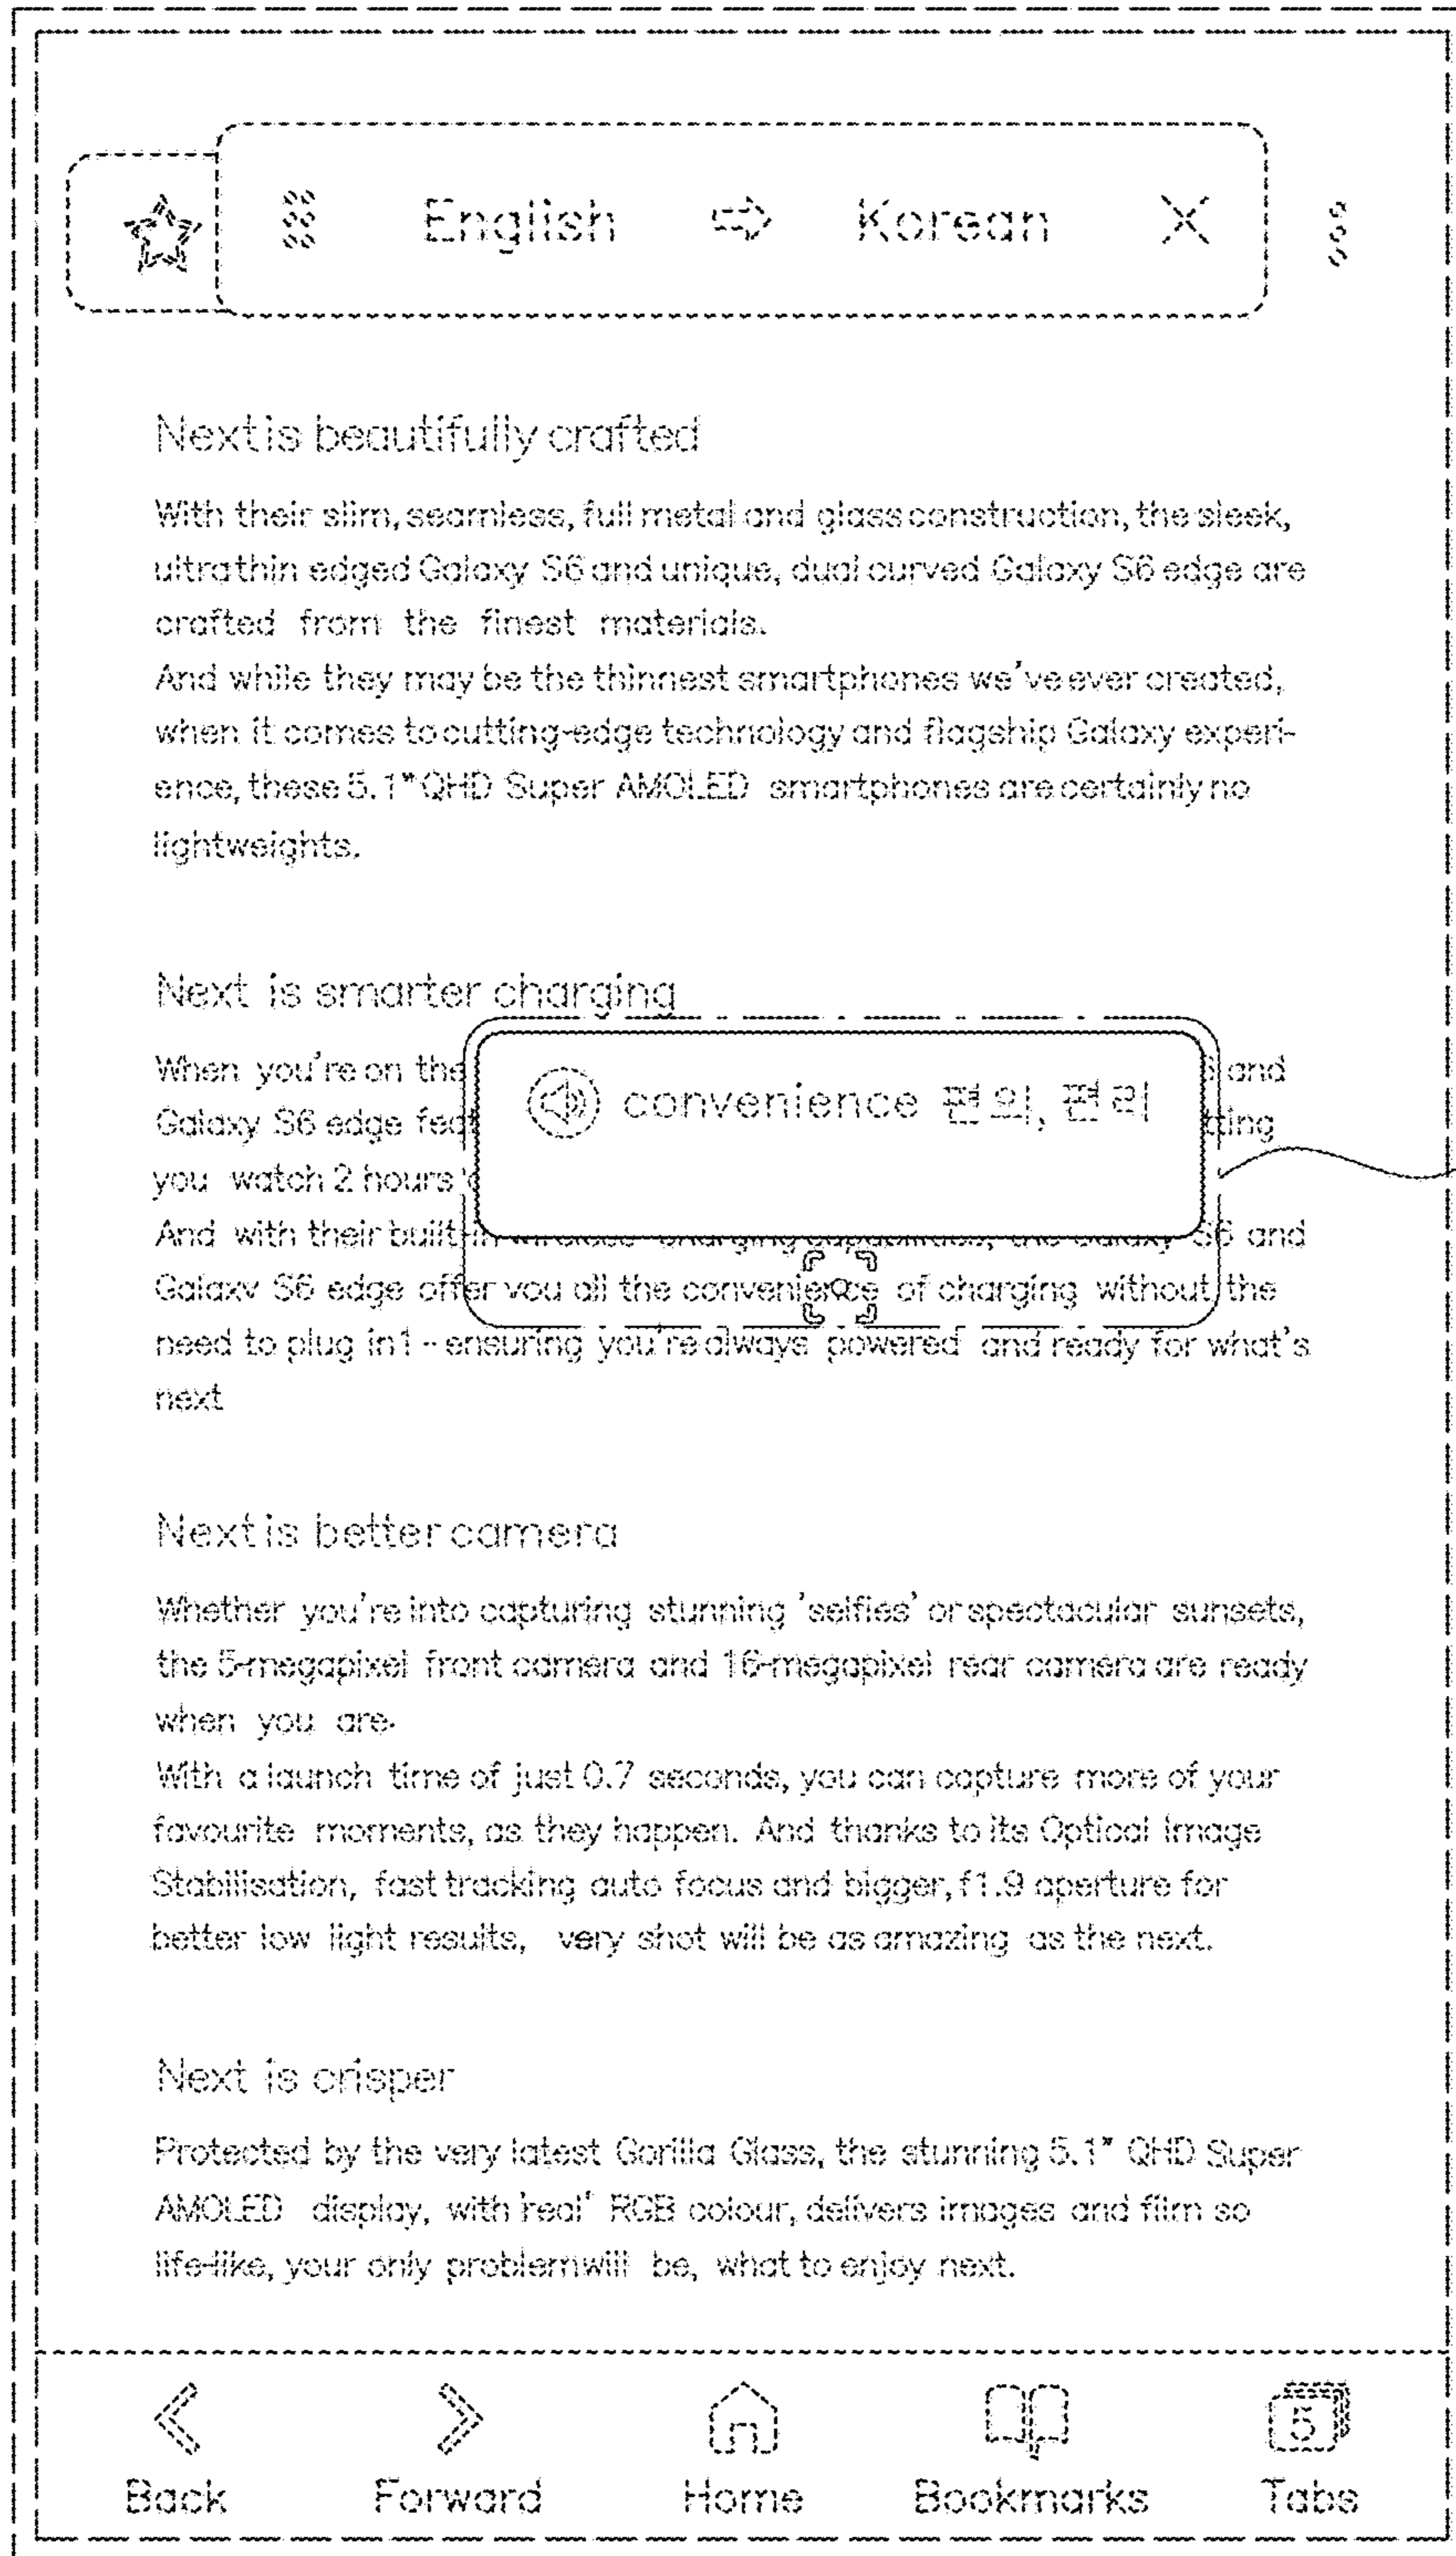 English ⇨ Korean
Next is beautifully crafted
With their slim, seamless, full metal and glass construction, the sleek,
ultrathin edged Galaxy S6 and unique, dual curved Galaxy S6 edge are
crafted from the finest materials.
And while they may be the thinnest smartphones we've ever created,
when it comes to cutting-edge technology and flagship Galaxy experi-
ence, these 5.1" QHD Super AMOLED smartphones are certainly no
lightweights.
Next is smarter charging
When you're on the and
convenience 편의, 편리
Galaxy S6 edge
you watch 2 hours
And with their built-in wireless charging capabilities, the Galaxy S6 and
Galaxy S6 edge offer you all the convenience of charging without the
need to plug in1 - ensuring you're always powered and ready for what's
next
Next is better camera
Whether you're into capturing stunning 'selfies' or spectacular sunsets,
the 5-megapixel front camera and 16-megapixel rear camera are ready
when you are.
With a launch time of just 0.7 seconds, you can capture more of your
favourite moments, as they happen. And thanks to its Optical Image
Stabilisation, fast tracking auto focus and bigger, f1.9 aperture for
better low light results, very shot will be as amazing as the next.
Next is crisper
Protected by the very latest Gorilla Glass, the stunning 5.1" QHD Super
AMOLED display, with 'real' RGB colour, delivers images and film so
life-like, your only problem will be, what to enjoy next.
5
Back Forward Home Bookmarks Tabs